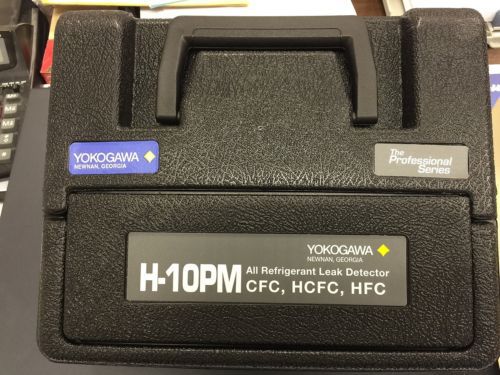 YOKOGAWA
NEWNAN, GEORGIA
The
Professional
Series
YOKOGAWA
NEWNAN, GEORGIA
H-10PM
All Refrigerant Leak Detector
CFC, HCFC, HFC